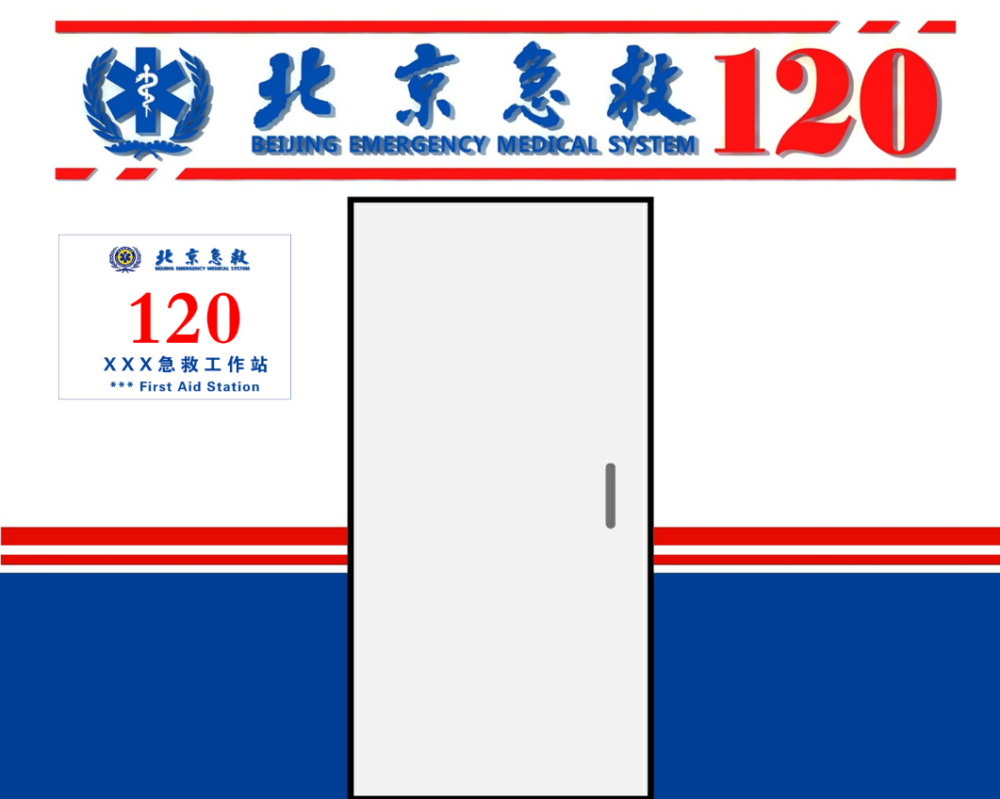 北京急救120
BEIJING EMERGENCY MEDICAL SYSTEM
北京急救
BEIJING EMERGENCY MEDICAL SYSTEM
120
XXX急救工作站
*** First Aid Station